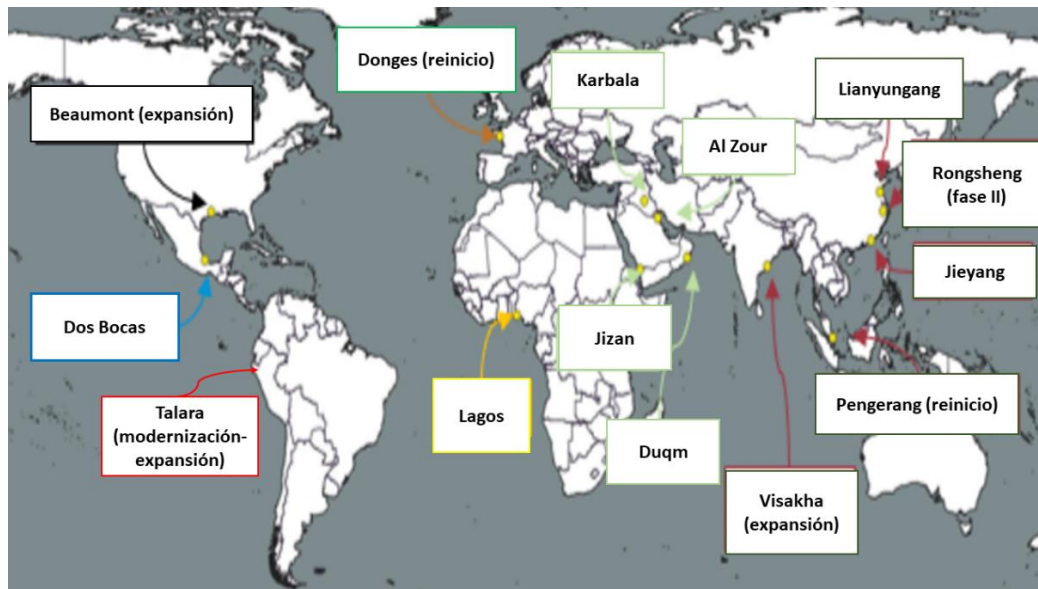 Donges (reinicio)
Karbala
Lianyungang
Beaumont (expansión)
Al Zour
Rongsheng
(fase II)
Jieyang
Dos Bocas
Jizan
Lagos
Talara
(modernización-
expansión)
Pengerang (reinicio)
Duqm
Visakha
(expansión)